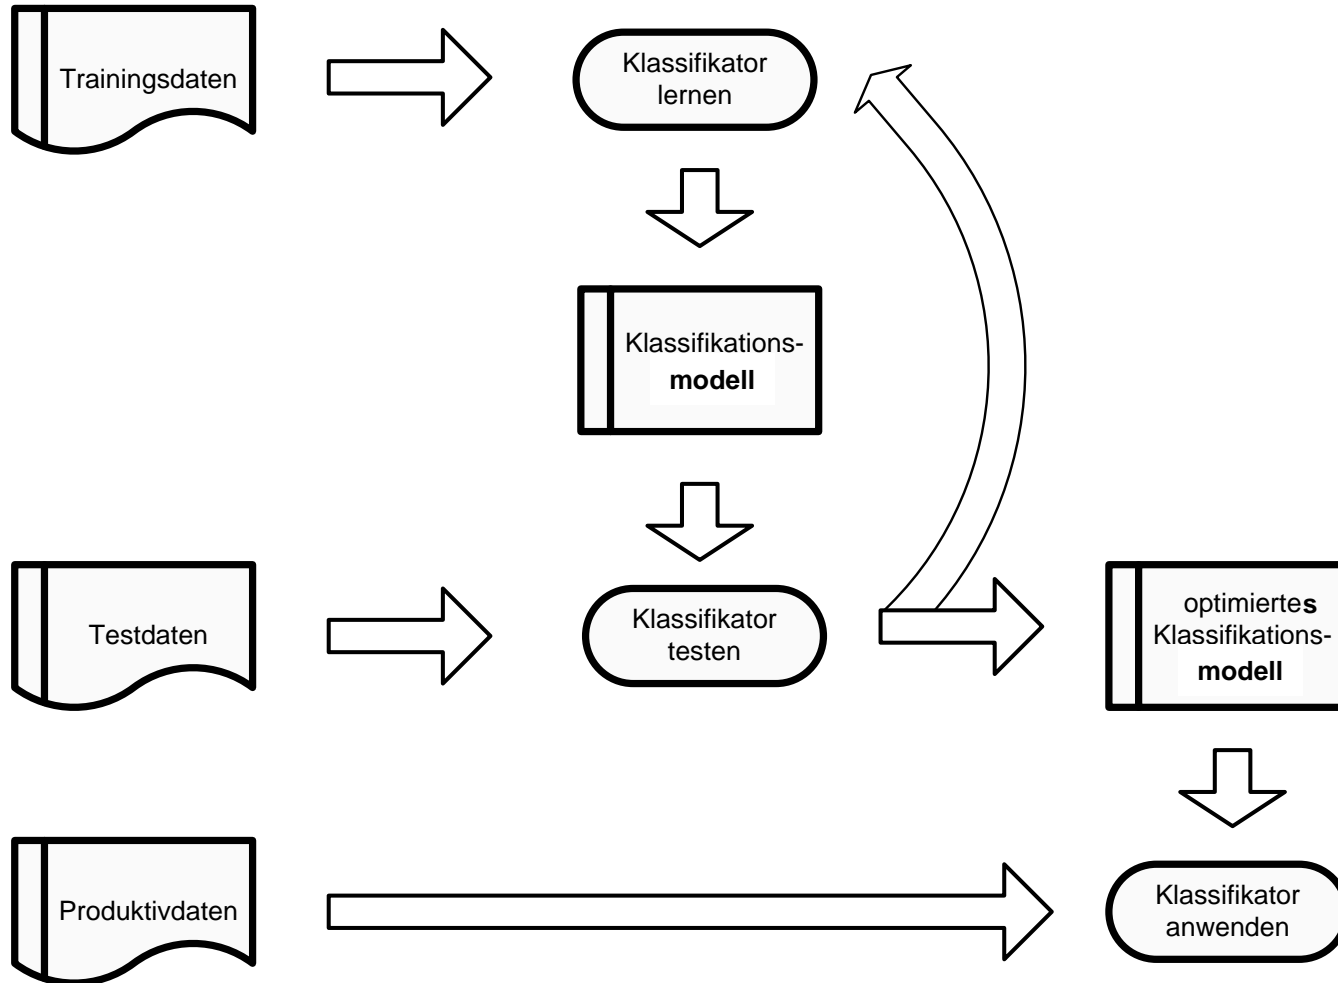 Trainingsdaten
Klassifikator
lernen
Klassifikations-
modell
Testdaten
Klassifikator
testen
optimiertes
Klassifikations-
modell
Produktivdaten
Klassifikator
anwenden